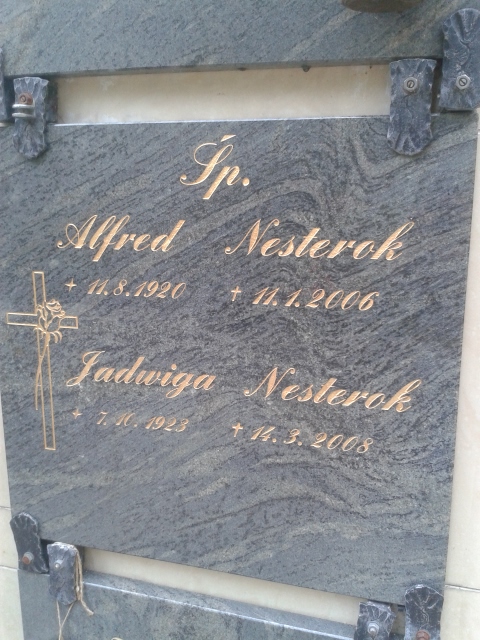 Śp.
Alfred Nesterok
* 11.8.1920 + 11.1.2006
Jadwiga Nesterok
* 7.10.1923 + 14.3.2008